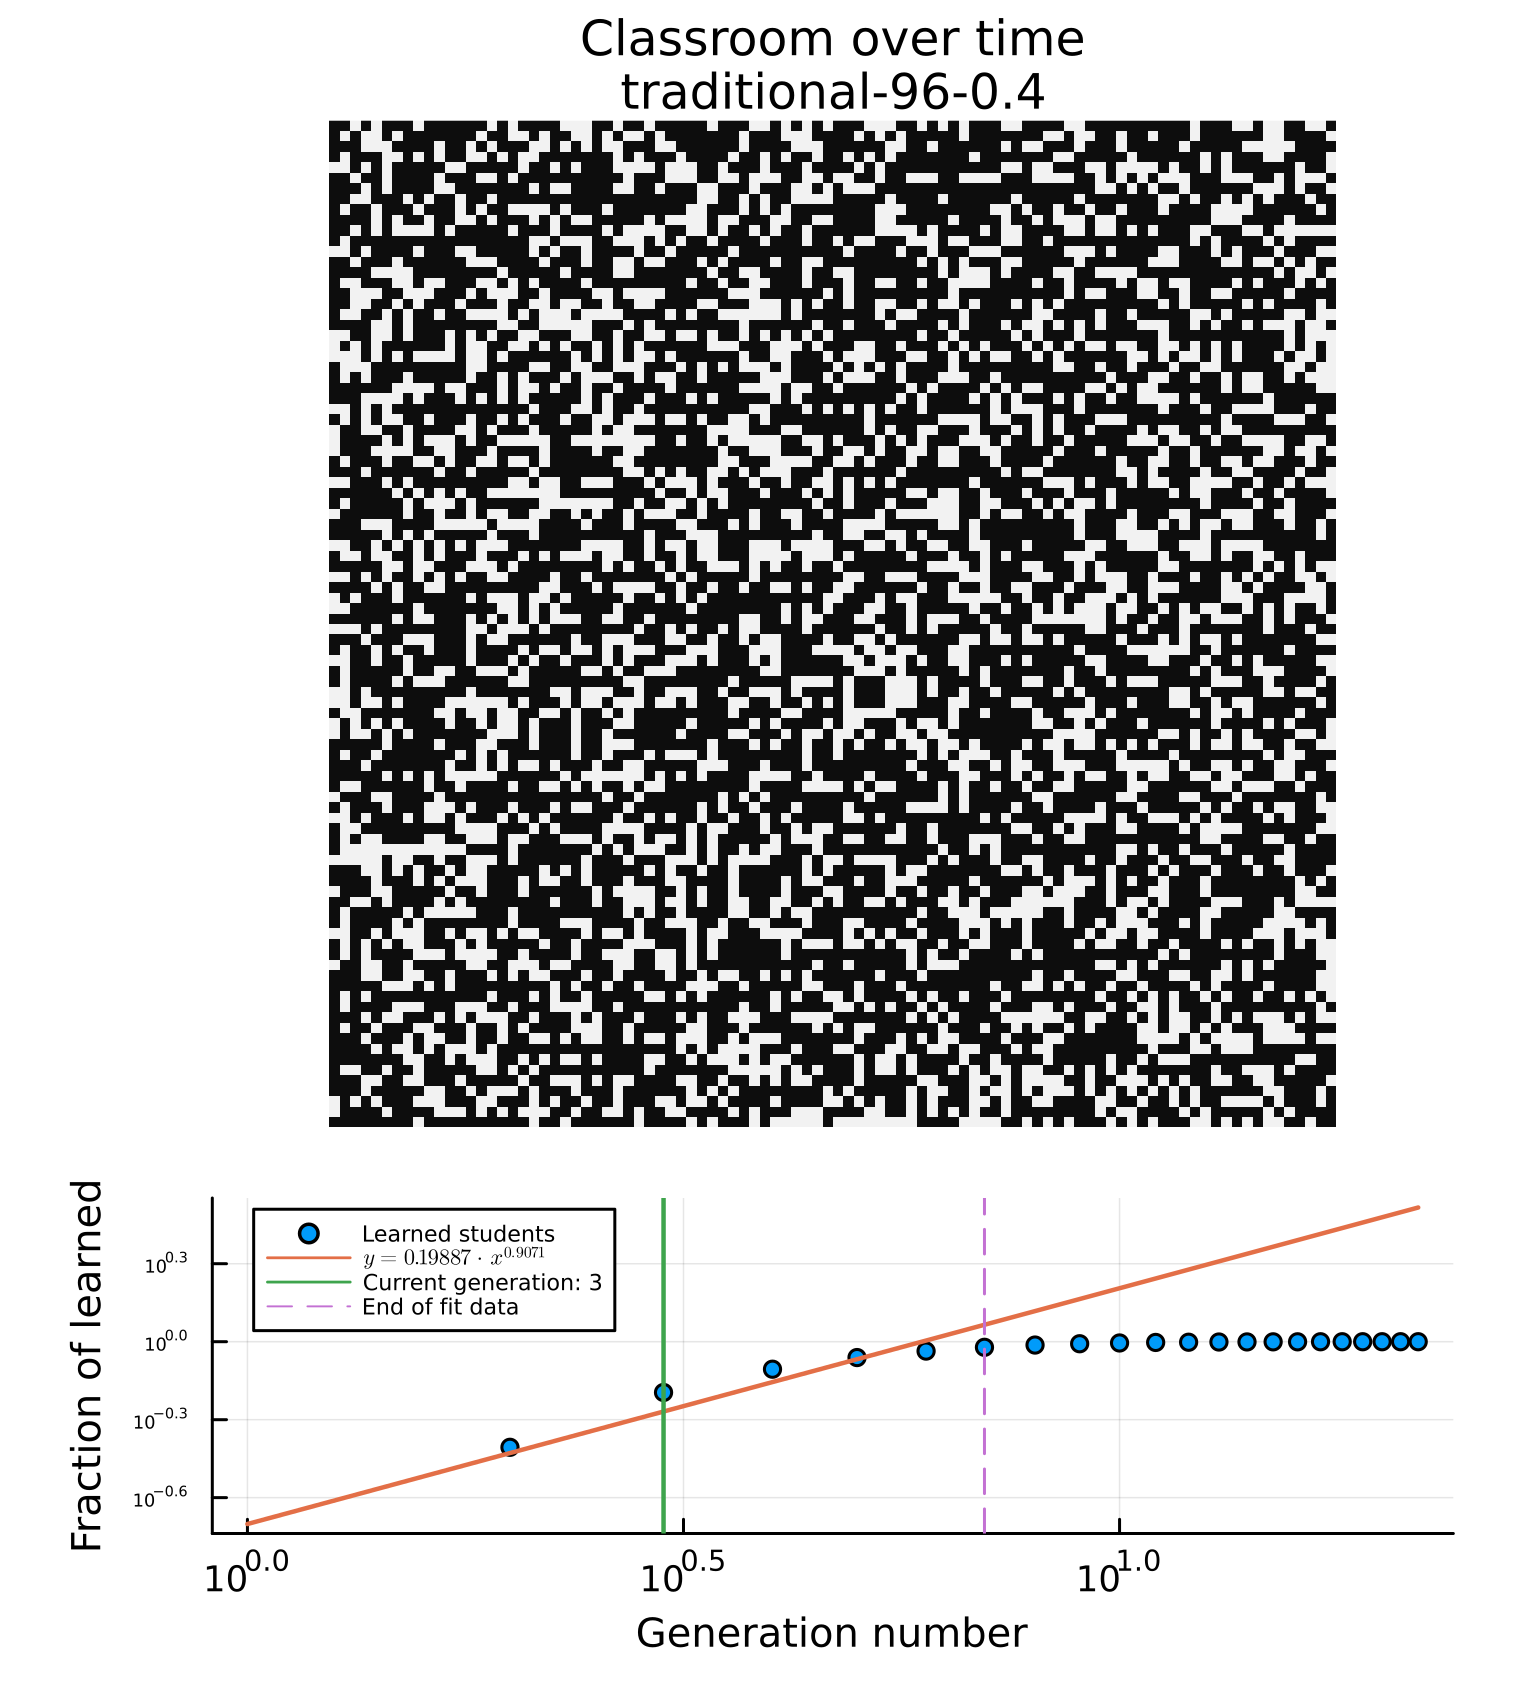 Classroom over time
traditional-96-0.4
Fraction of learned
10^0.3
10^0.0
10^−0.3
10^−0.6
Learned students
y = 0.19887 · x^0.9071
Current generation: 3
End of fit data
10^0.0
10^0.5
10^1.0
Generation number